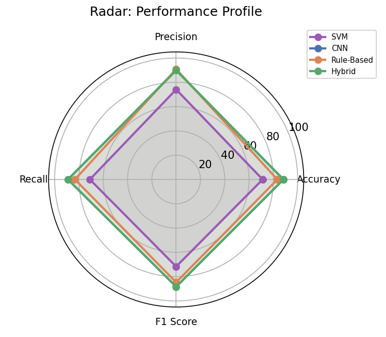 Radar: Performance Profile
SVM
CNN
Rule-Based
Hybrid
Precision
100
80
60
40
20
Recall
Accuracy
F1 Score